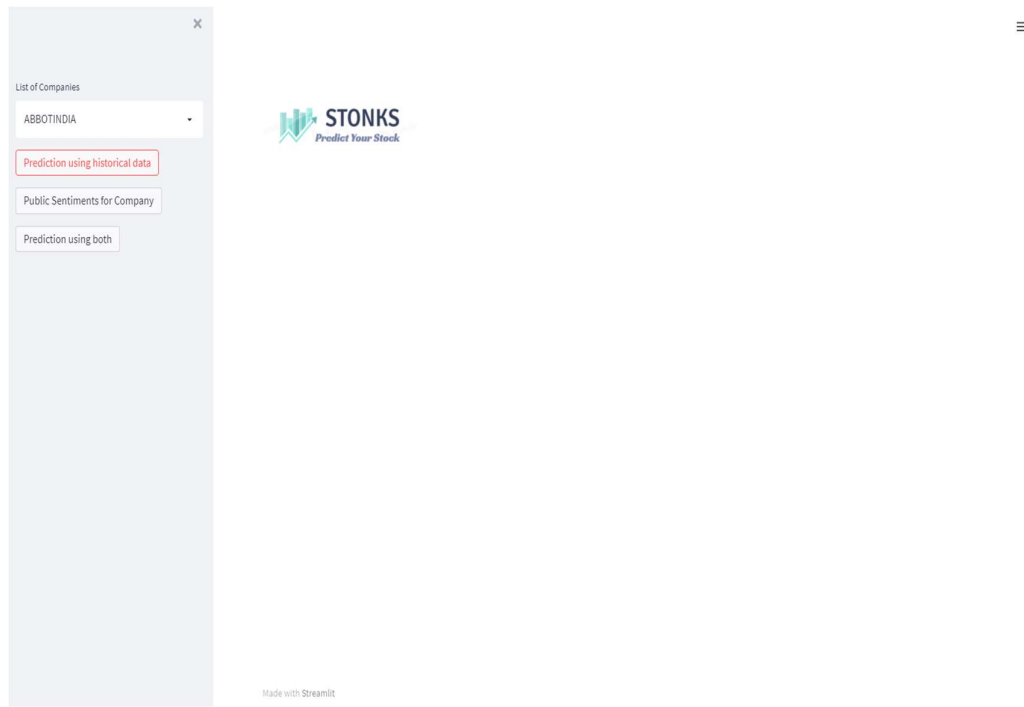 List of Companies
ABBOTINDIA
Prediction using historical data
Public Sentiments for Company
Prediction using both
STONKS
Predict Your Stock
Made with Streamlit